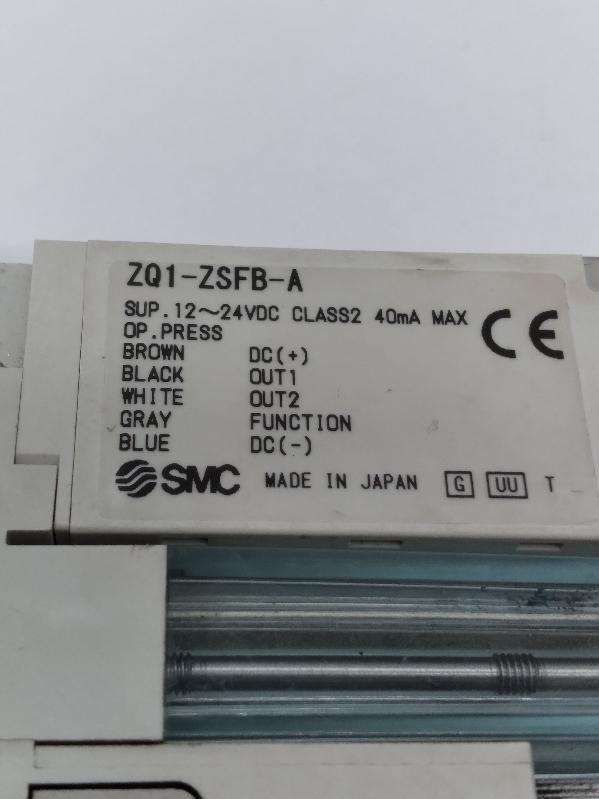 ZQ1-ZSFB-A
SUP.12~24VDC CLASS2 40mA MAX
OP.PRESS
CE
BROWN DC(+)
BLACK OUT1
WHITE OUT2
GRAY FUNCTION
BLUE DC(-)
SMC MADE IN JAPAN G UU T